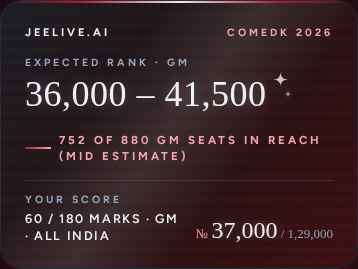 JEELIVE.AI COMEDK 2026
EXPECTED RANK · GM
36,000 – 41,500
752 OF 880 GM SEATS IN REACH
(MID ESTIMATE)
YOUR SCORE
60 / 180 MARKS · GM
· ALL INDIA
№ 37,000 / 1,29,000